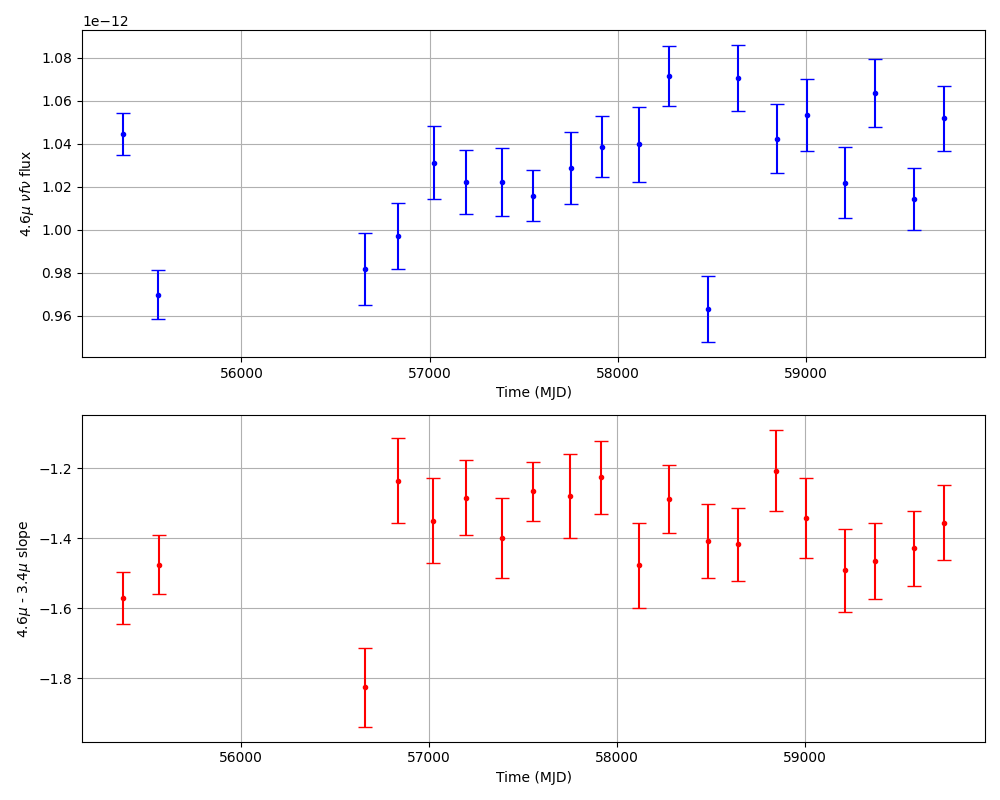 1e−12
1.08
1.06
1.04
1.02
1.00
0.98
0.96
4.6μ νfν flux
56000 57000 58000 59000
Time (MJD)
−1.2
−1.4
−1.6
−1.8
4.6μ - 3.4μ slope
56000 57000 58000 59000
Time (MJD)